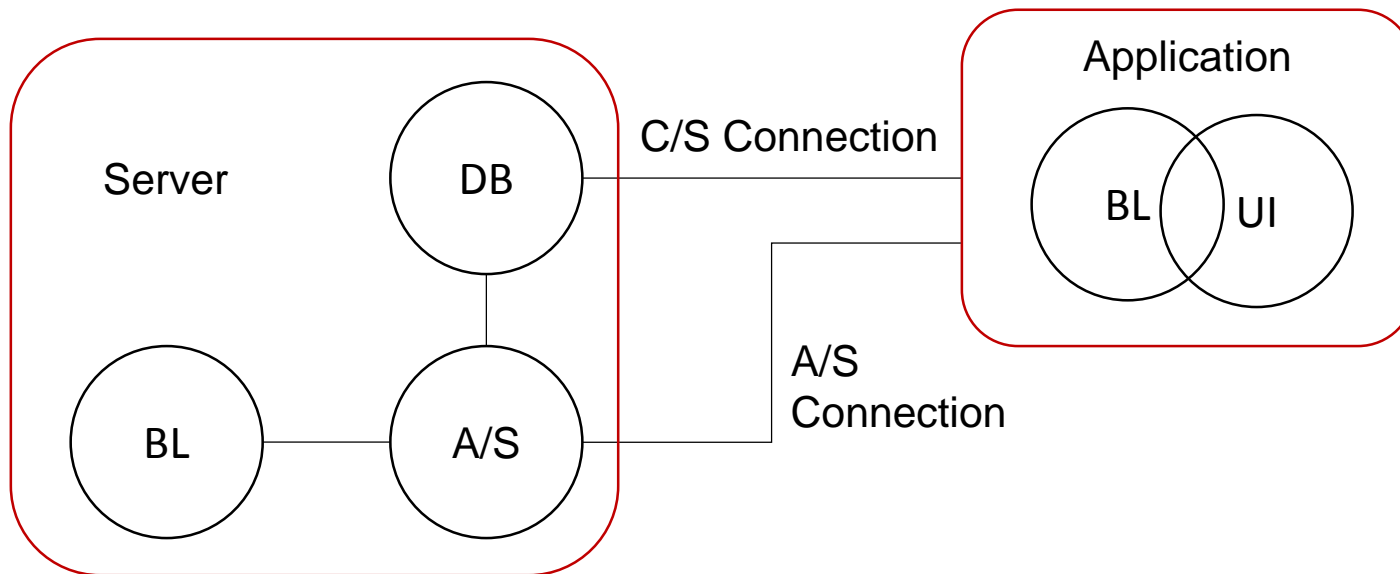 Application
C/S Connection
Server
DB
BL
UI
A/S
Connection
BL
A/S